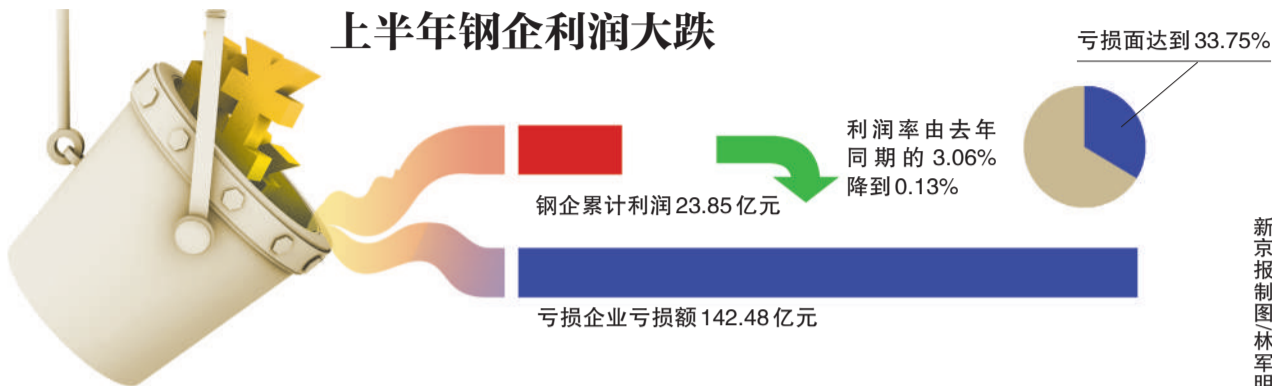 上半年钢企利润大跌
亏损面达到33.75%
利润率由去年
同期的3.06%
降到0.13%
钢企累计利润23.85亿元
亏损企业亏损额142.48亿元
新京报制图/林军明